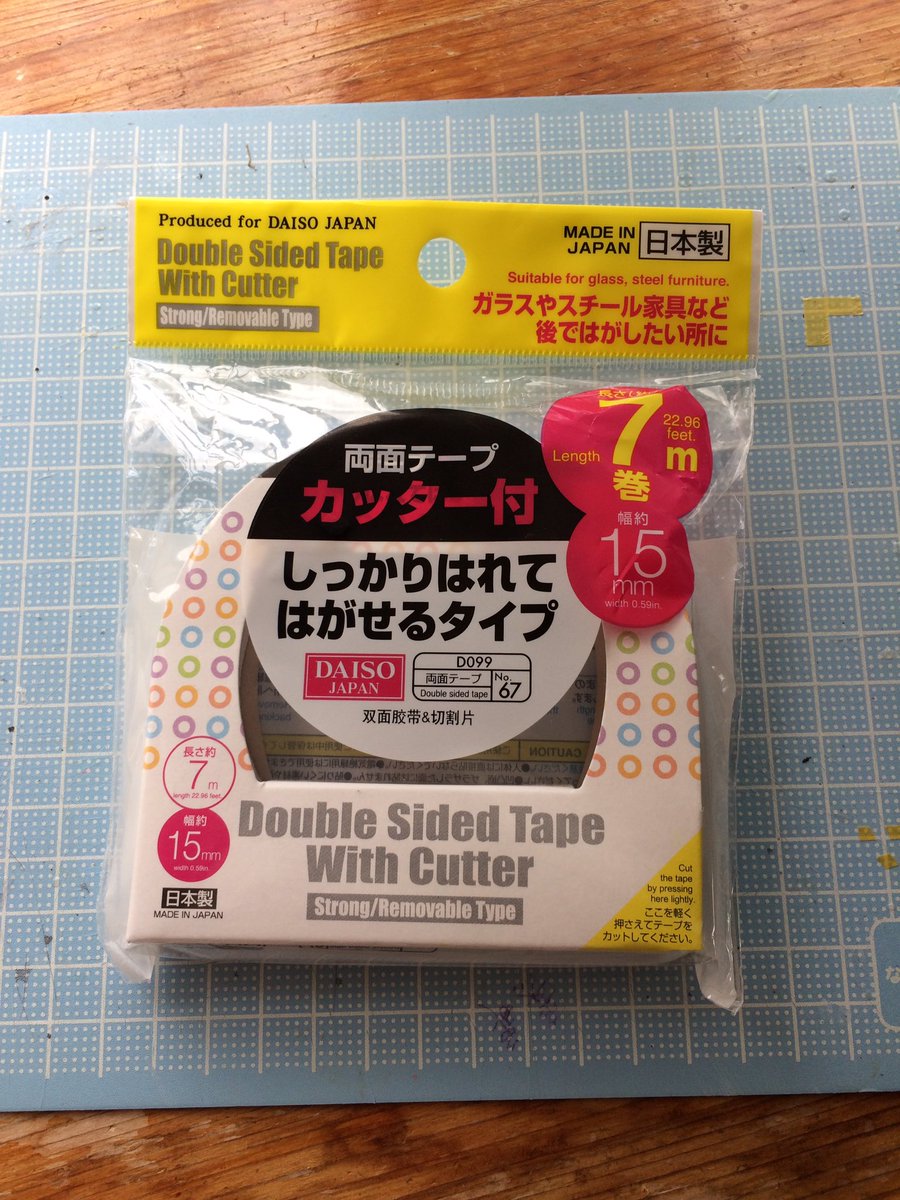 Produced for DAISO JAPAN
Double Sided Tape
With Cutter
Strong/Removable Type
MADE IN
JAPAN
日本製
Suitable for glass, steel furniture.
ガラスやスチール家具など
後ではがしたい所に
Length
7
巻
m
22.96
feet.
幅約
15
mm
width 0.59in.
両面テープ
カッター付
しっかりはれて
はがせるタイプ
DAISO
JAPAN
D099
両面テープ
Double sided tape
No.
67
双面胶带&切割片
CAUTION
長さ約
7m
length 22.96 feet.
幅約
15mm
width 0.59in.
日本製
MADE IN JAPAN
Double Sided Tape
With Cutter
Strong/Removable Type
Cut
the tape
by pressing
here lightly.
ここを軽く
押さえてテープを
カットしてください。